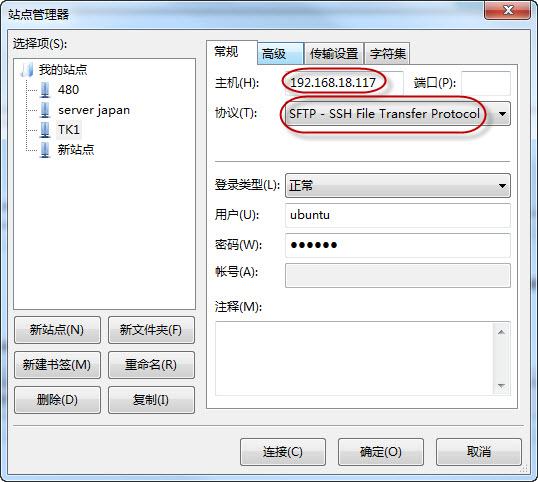 站点管理器
选择项(S):
我的站点
480
server japan
TK1
新站点
新站点(N)
新文件夹(F)
新建书签(M)
重命名(R)
删除(D)
复制(I)
常规
高级
传输设置
字符集
主机(H):
192.168.18.117
端口(P):
协议(T):
SFTP - SSH File Transfer Protocol
登录类型(L):
正常
用户(U):
ubuntu
密码(W):
●●●●●●
帐号(A):
注释(M):
连接(C)
确定(O)
取消